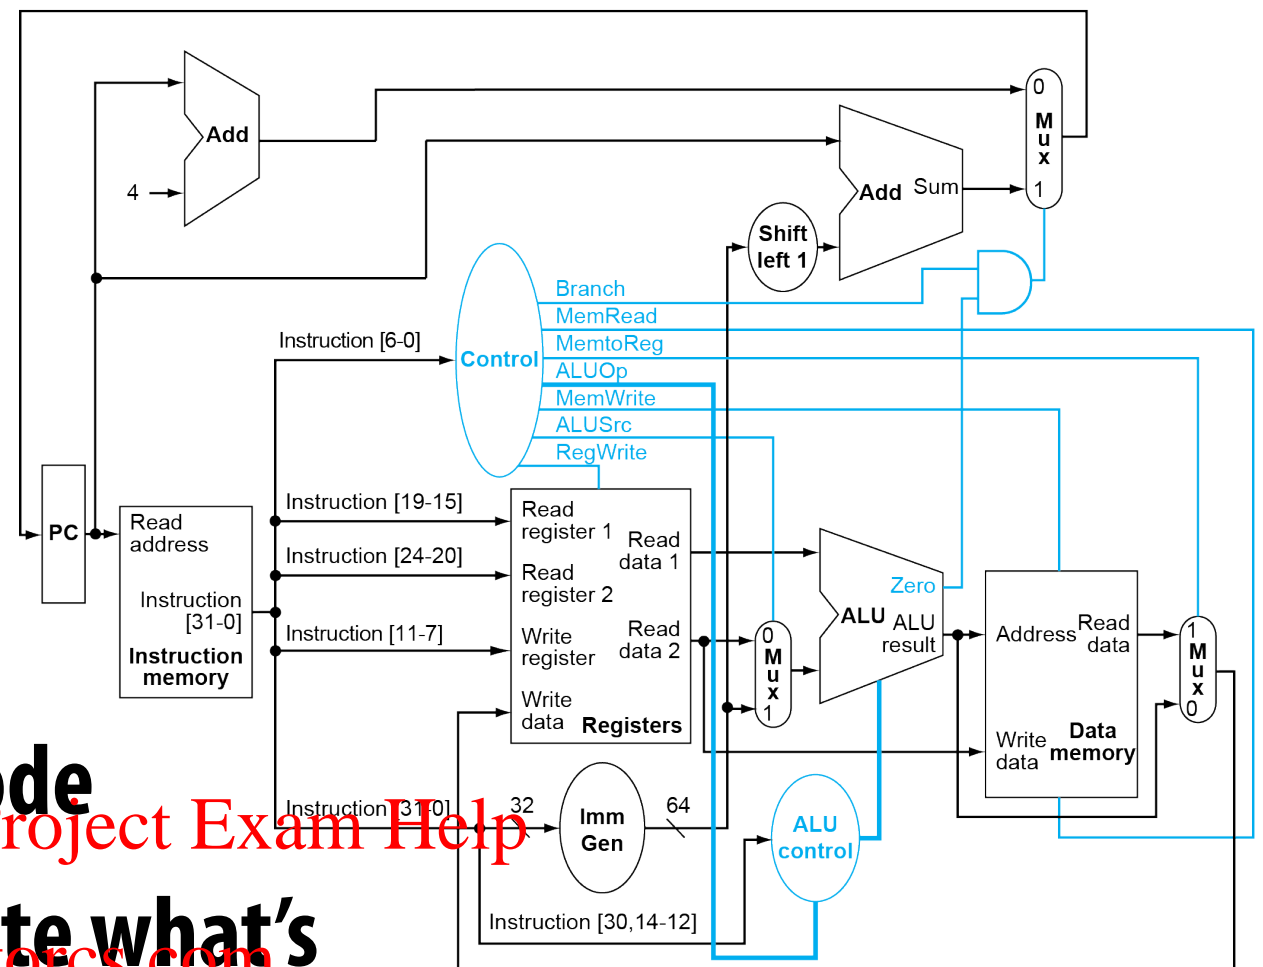 0
M
u
x
1
Add
4
Add Sum
Shift
left 1
Branch
MemRead
MemtoReg
ALUOp
MemWrite
ALUSrc
RegWrite
Control
Instruction [6-0]
PC
Read
address
Instruction
[31-0]
Instruction
memory
Instruction [19-15]
Instruction [24-20]
Instruction [11-7]
Read
register 1
Read
data 1
Read
register 2
Write
register
Read
data 2
Write
data
Registers
0
M
u
x
1
Zero
ALU
ALU
result
Address
Read
data
Write
data
Data
memory
1
M
u
x
0
Instruction [31-0]
32
Imm
Gen
64
ALU
control
Instruction [30,14-12]
ode
roject Exam Help
te what's
orcs.com